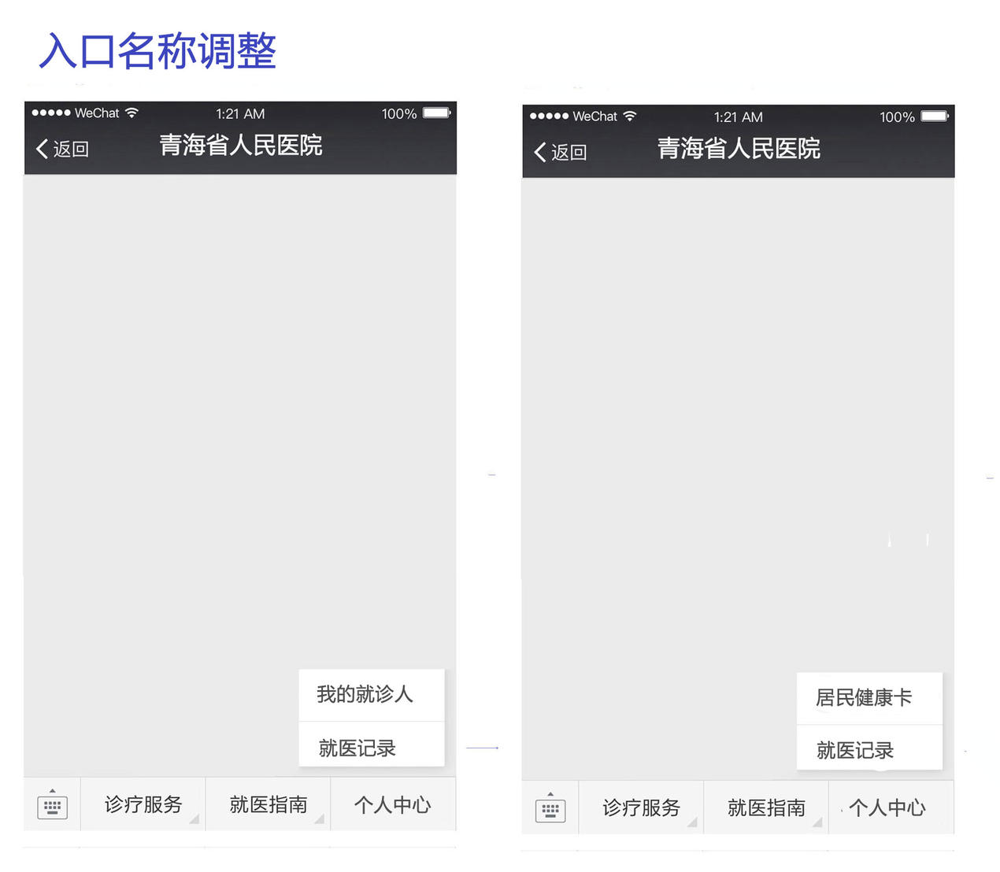 入口名称调整
WeChat 1:21 AM 100%
返回 青海省人民医院
我的就诊人
就医记录
诊疗服务 就医指南 个人中心
WeChat 1:21 AM 100%
返回 青海省人民医院
居民健康卡
就医记录
诊疗服务 就医指南 个人中心